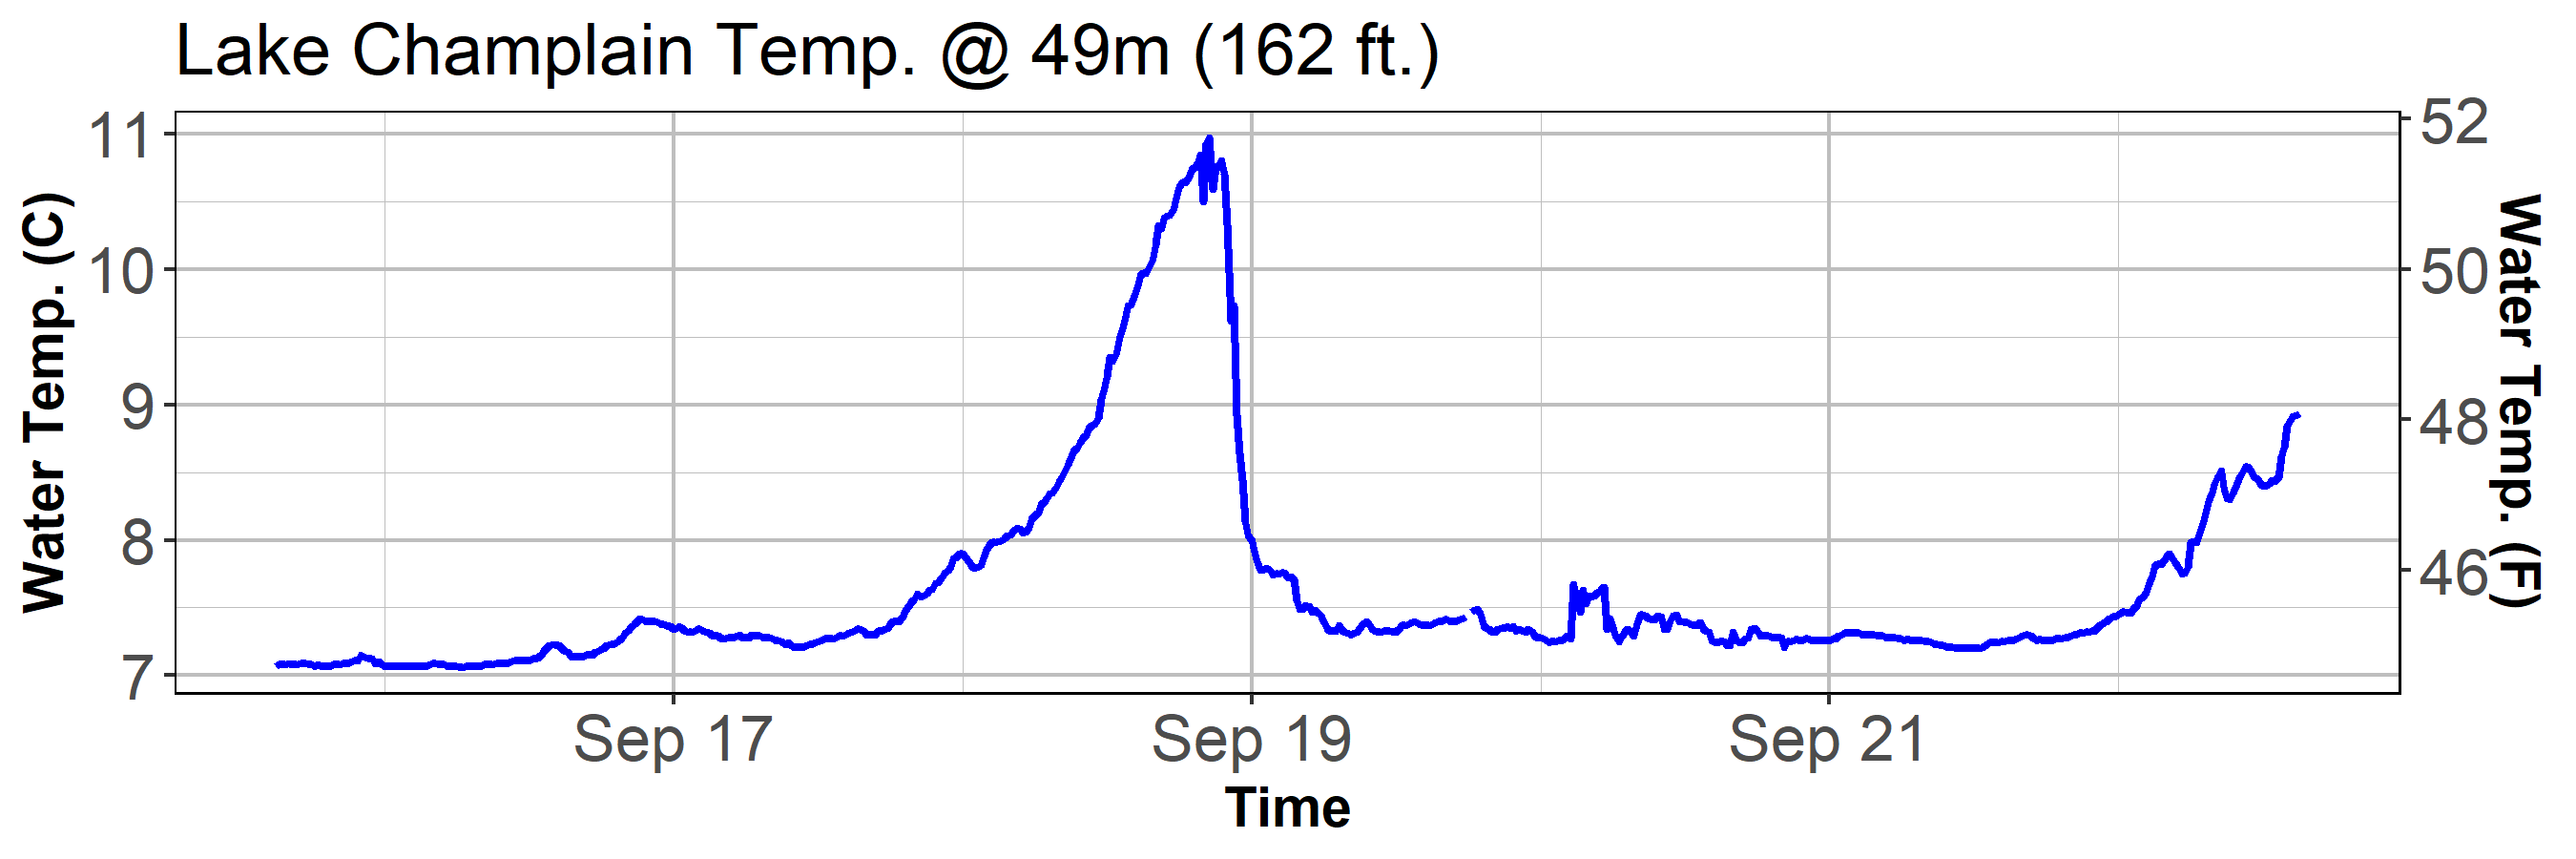 Lake Champlain Temp. @ 49m (162 ft.)
Water Temp. (C)
11
10
9
8
7
52
50
48
46
Water Temp. (F)
Sep 17
Sep 19
Sep 21
Time